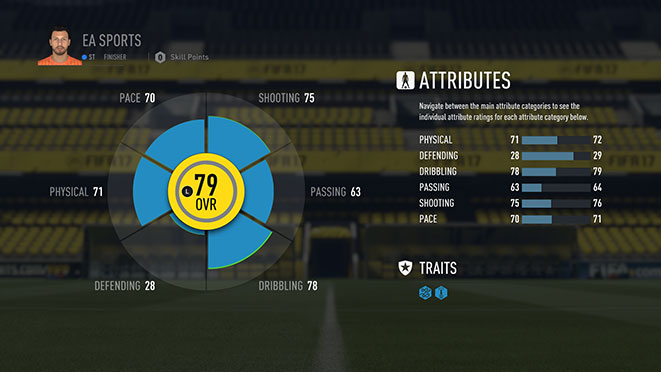 EA SPORTS
ST FINISHER 0 Skill Points
PACE 70
SHOOTING 75
PHYSICAL 71
PASSING 63
DEFENDING 28
DRIBBLING 78
L 79
OVR
ATTRIBUTES
Navigate between the main attribute categories to see the
individual attribute ratings for each attribute category below.
PHYSICAL 71 72
DEFENDING 28 29
DRIBBLING 78 79
PASSING 63 64
SHOOTING 75 76
PACE 70 71
TRAITS
FIFA17
FIFA17
FIFA17